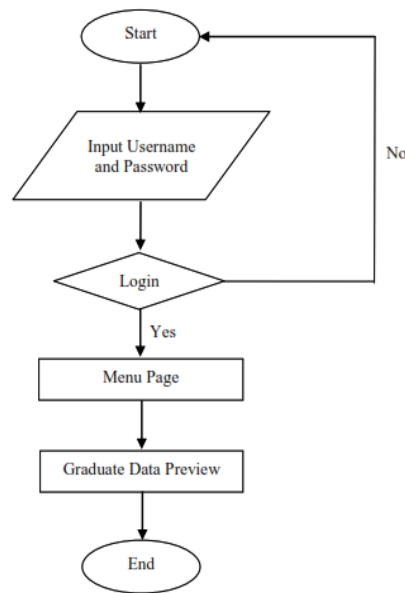 Start
Input Username
and Password
No
Login
Yes
Menu Page
Graduate Data Preview
End